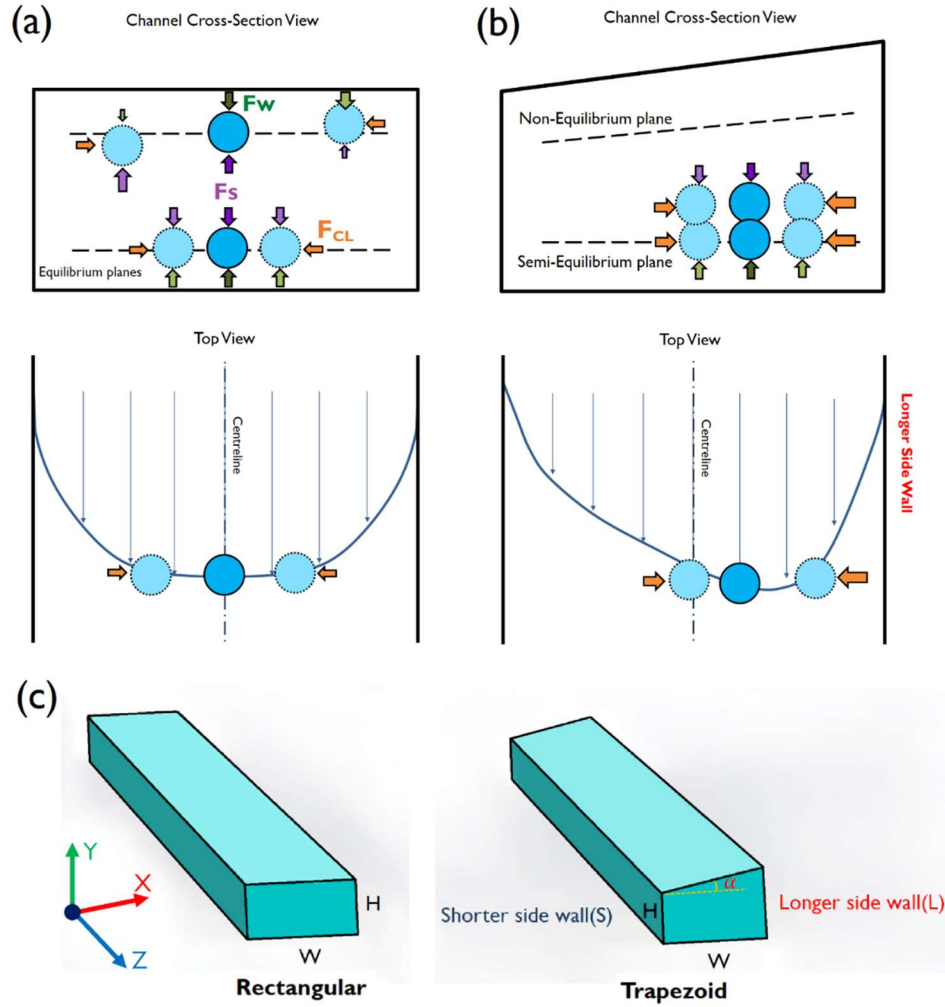 (a)
Channel Cross-Section View
Fw
Fs
F_CL
Equilibrium planes
Top View
Centreline
(b)
Channel Cross-Section View
Non-Equilibrium plane
Semi-Equilibrium plane
Top View
Centreline
Longer Side Wall
(c)
Y
X
Z
H
W
Rectangular
α
Shorter side wall(S)
H
Longer side wall(L)
W
Trapezoid